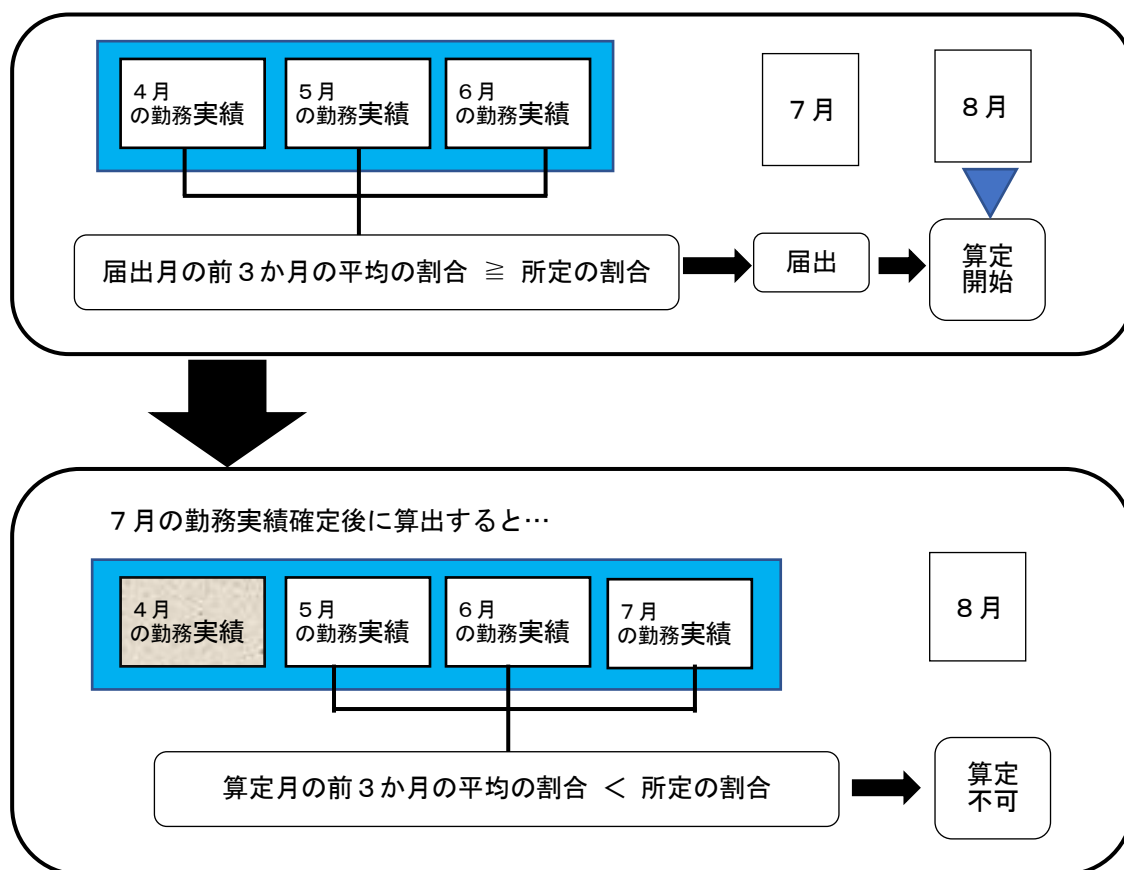 ４月
の勤務実績
５月
の勤務実績
６月
の勤務実績
７月
８月
届出月の前３か月の平均の割合 ≧ 所定の割合
届出
算定
開始
７月の勤務実績確定後に算出すると…
４月
の勤務実績
５月
の勤務実績
６月
の勤務実績
７月
の勤務実績
８月
算定月の前３か月の平均の割合 ＜ 所定の割合
算定
不可